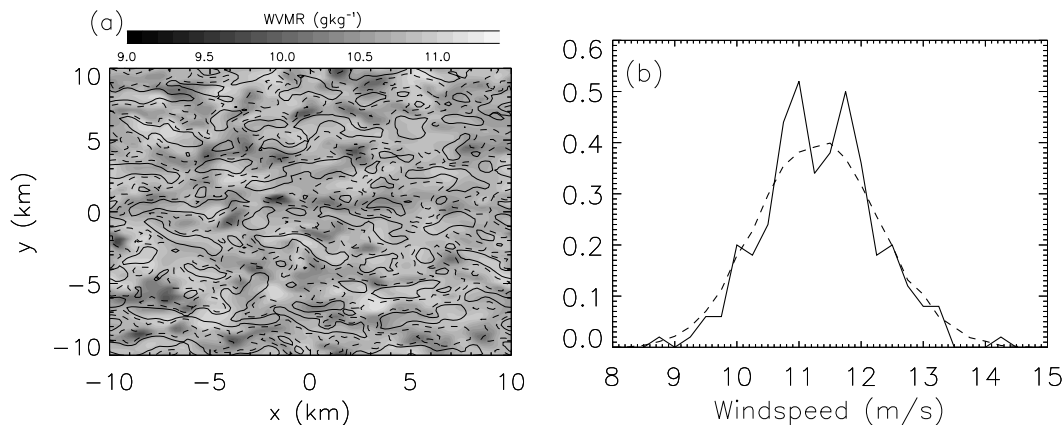 (a)
WVMR (gkg⁻¹)
9.0 9.5 10.0 10.5 11.0
10
5
0
−5
−10
y (km)
−10 −5 0 5 10
x (km)
(b)
0.6
0.5
0.4
0.3
0.2
0.1
0.0
8 9 10 11 12 13 14 15
Windspeed (m/s)